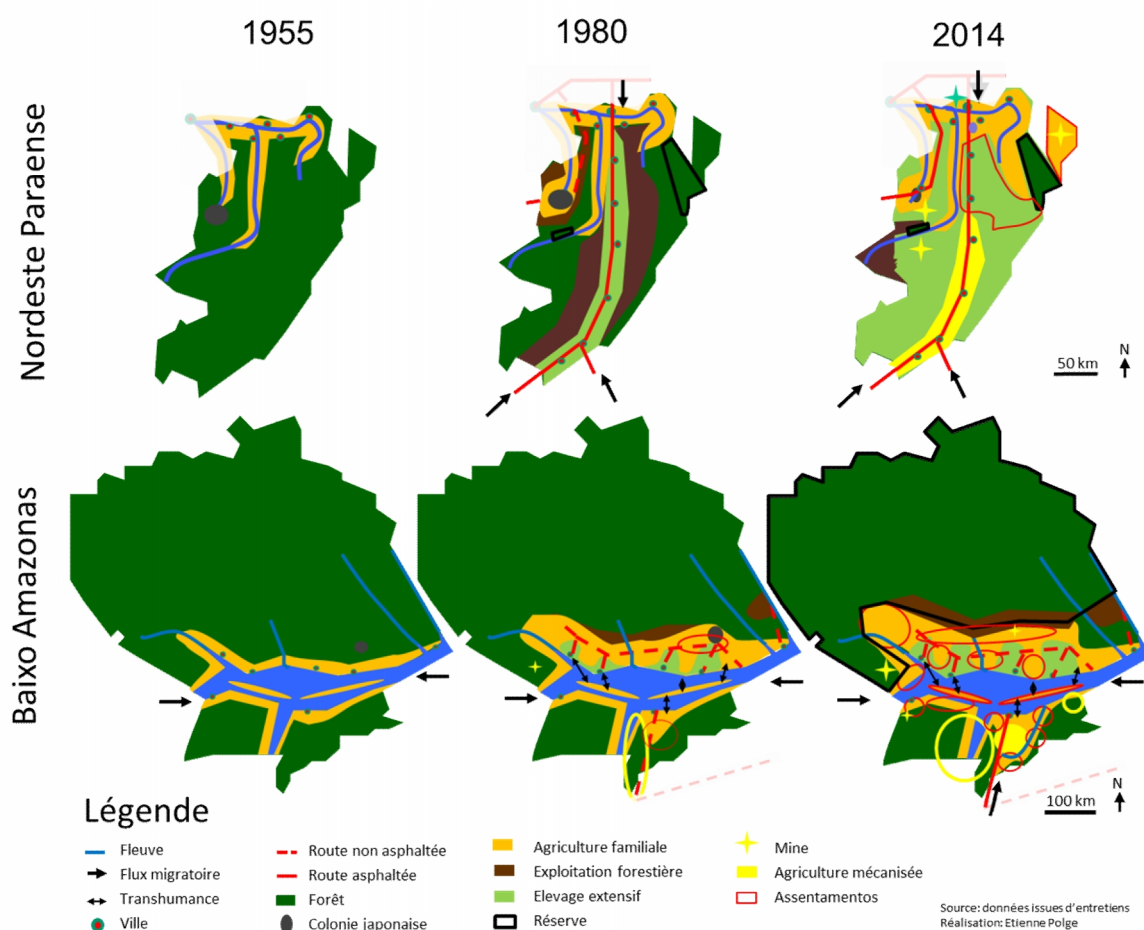 1955
1980
2014
Nordeste Paraense
50 km
N
Baixo Amazonas
100 km
N
Légende
Fleuve
Flux migratoire
Transhumance
Ville
Route non asphaltée
Route asphaltée
Forêt
Colonie japonaise
Agriculture familiale
Exploitation forestière
Elevage extensif
Réserve
Mine
Agriculture mécanisée
Assentamentos
Source: données issues d'entretiens
Réalisation: Etienne Polge